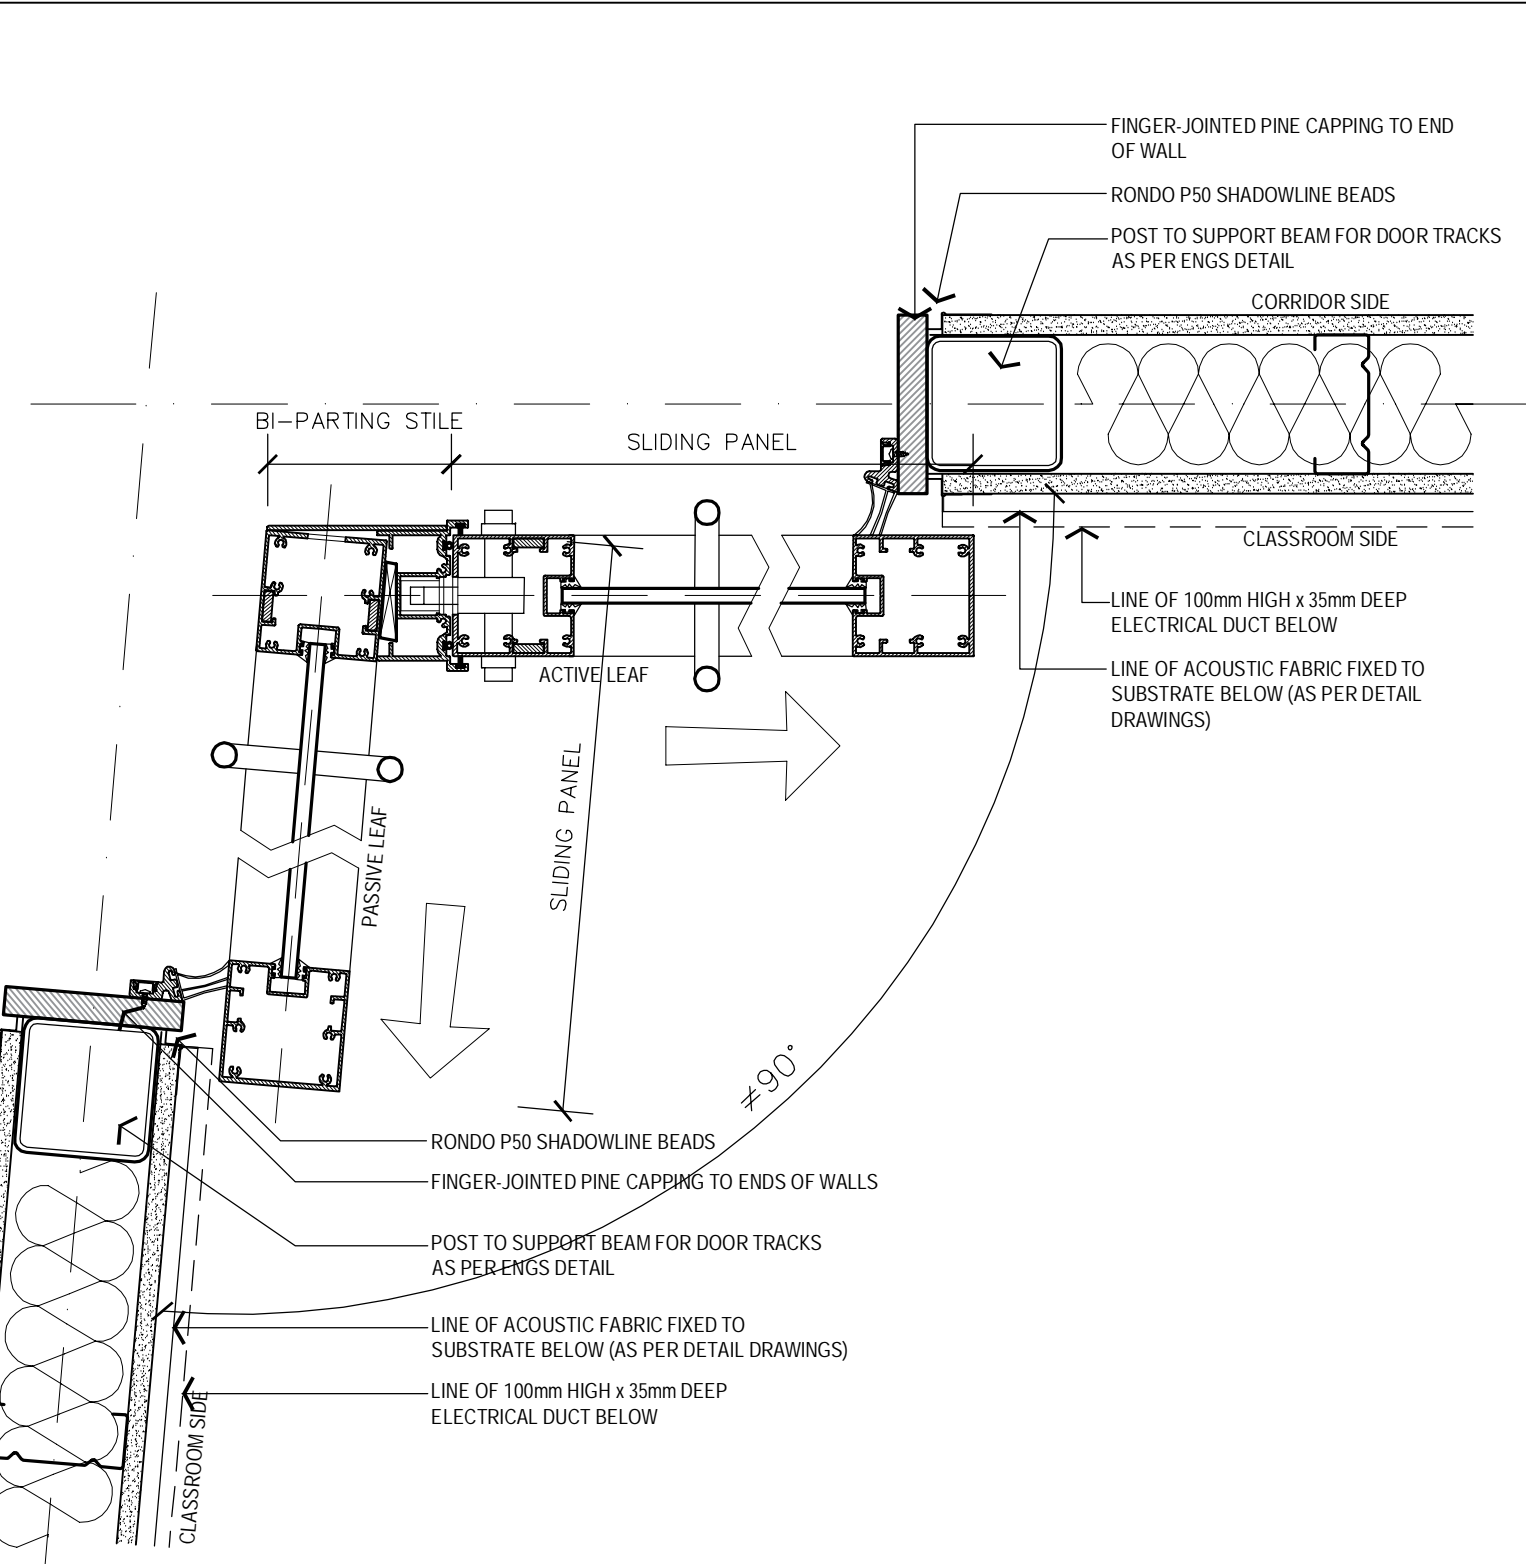 FINGER-JOINTED PINE CAPPING TO END
OF WALL
RONDO P50 SHADOWLINE BEADS
POST TO SUPPORT BEAM FOR DOOR TRACKS
AS PER ENGS DETAIL
CORRIDOR SIDE
BI-PARTING STILE
SLIDING PANEL
CLASSROOM SIDE
LINE OF 100mm HIGH x 35mm DEEP
ELECTRICAL DUCT BELOW
ACTIVE LEAF
LINE OF ACOUSTIC FABRIC FIXED TO
SUBSTRATE BELOW (AS PER DETAIL
DRAWINGS)
SLIDING PANEL
PASSIVE LEAF
≠90°
RONDO P50 SHADOWLINE BEADS
FINGER-JOINTED PINE CAPPING TO ENDS OF WALLS
POST TO SUPPORT BEAM FOR DOOR TRACKS
AS PER ENGS DETAIL
LINE OF ACOUSTIC FABRIC FIXED TO
SUBSTRATE BELOW (AS PER DETAIL DRAWINGS)
LINE OF 100mm HIGH x 35mm DEEP
ELECTRICAL DUCT BELOW
CLASSROOM SIDE